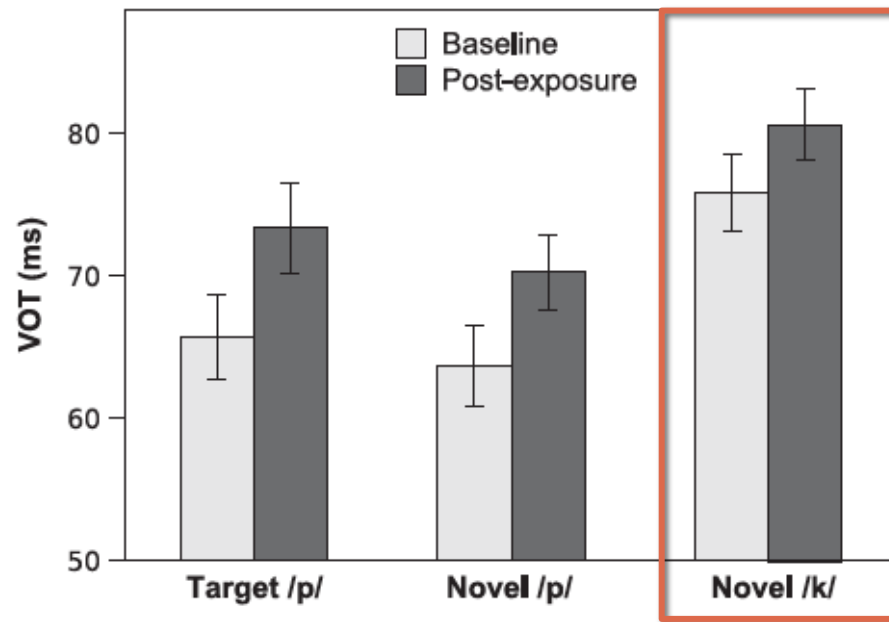 Baseline
Post-exposure
80
70
60
50
VOT (ms)
Target /p/ Novel /p/ Novel /k/